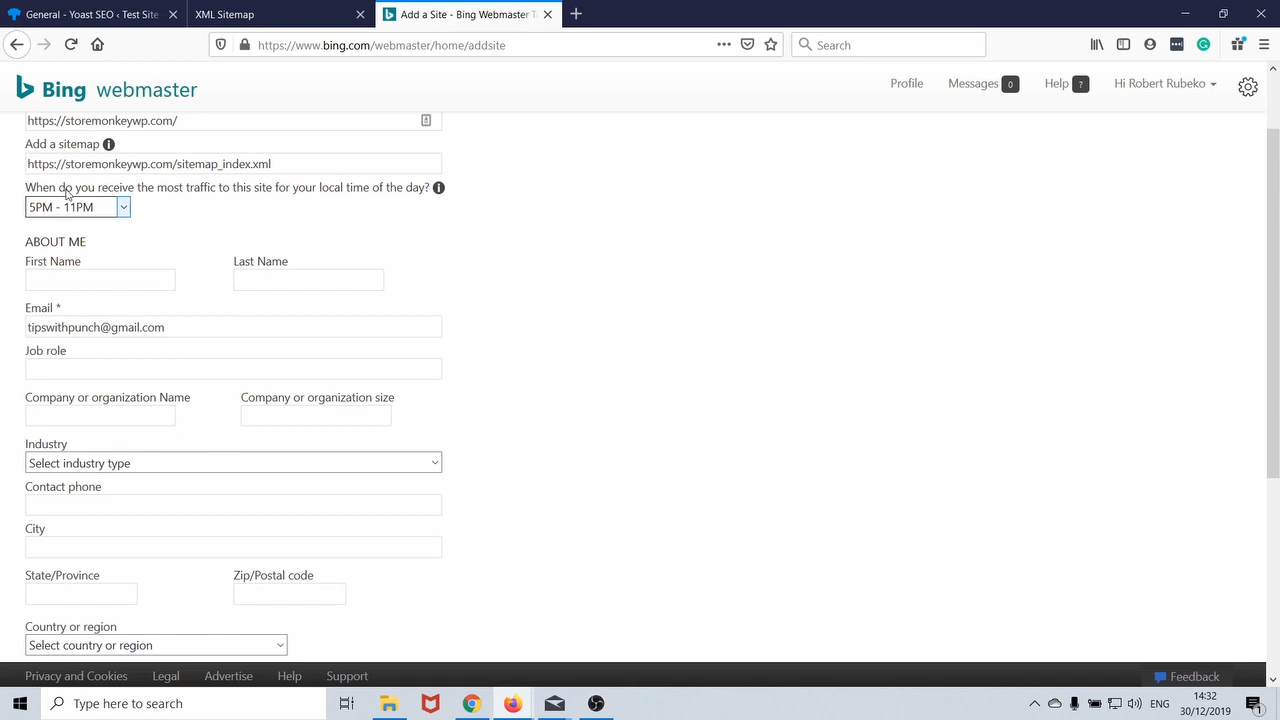 General - Yoast SEO ‹ Test Site
XML Sitemap
Add a Site - Bing Webmaster T
https://www.bing.com/webmaster/home/addsite
Search
Bing webmaster
Profile
Messages 0
Help ?
Hi Robert Rubeko
https://storemonkeywp.com/
Add a sitemap
https://storemonkeywp.com/sitemap_index.xml
When do you receive the most traffic to this site for your local time of the day?
5PM - 11PM
ABOUT ME
First Name
Last Name
Email *
tipswithpunch@gmail.com
Job role
Company or organization Name
Company or organization size
Industry
Select industry type
Contact phone
City
State/Province
Zip/Postal code
Country or region
Select country or region
Privacy and Cookies
Legal
Advertise
Help
Support
Feedback
Type here to search
ENG
14:32
30/12/2019
1